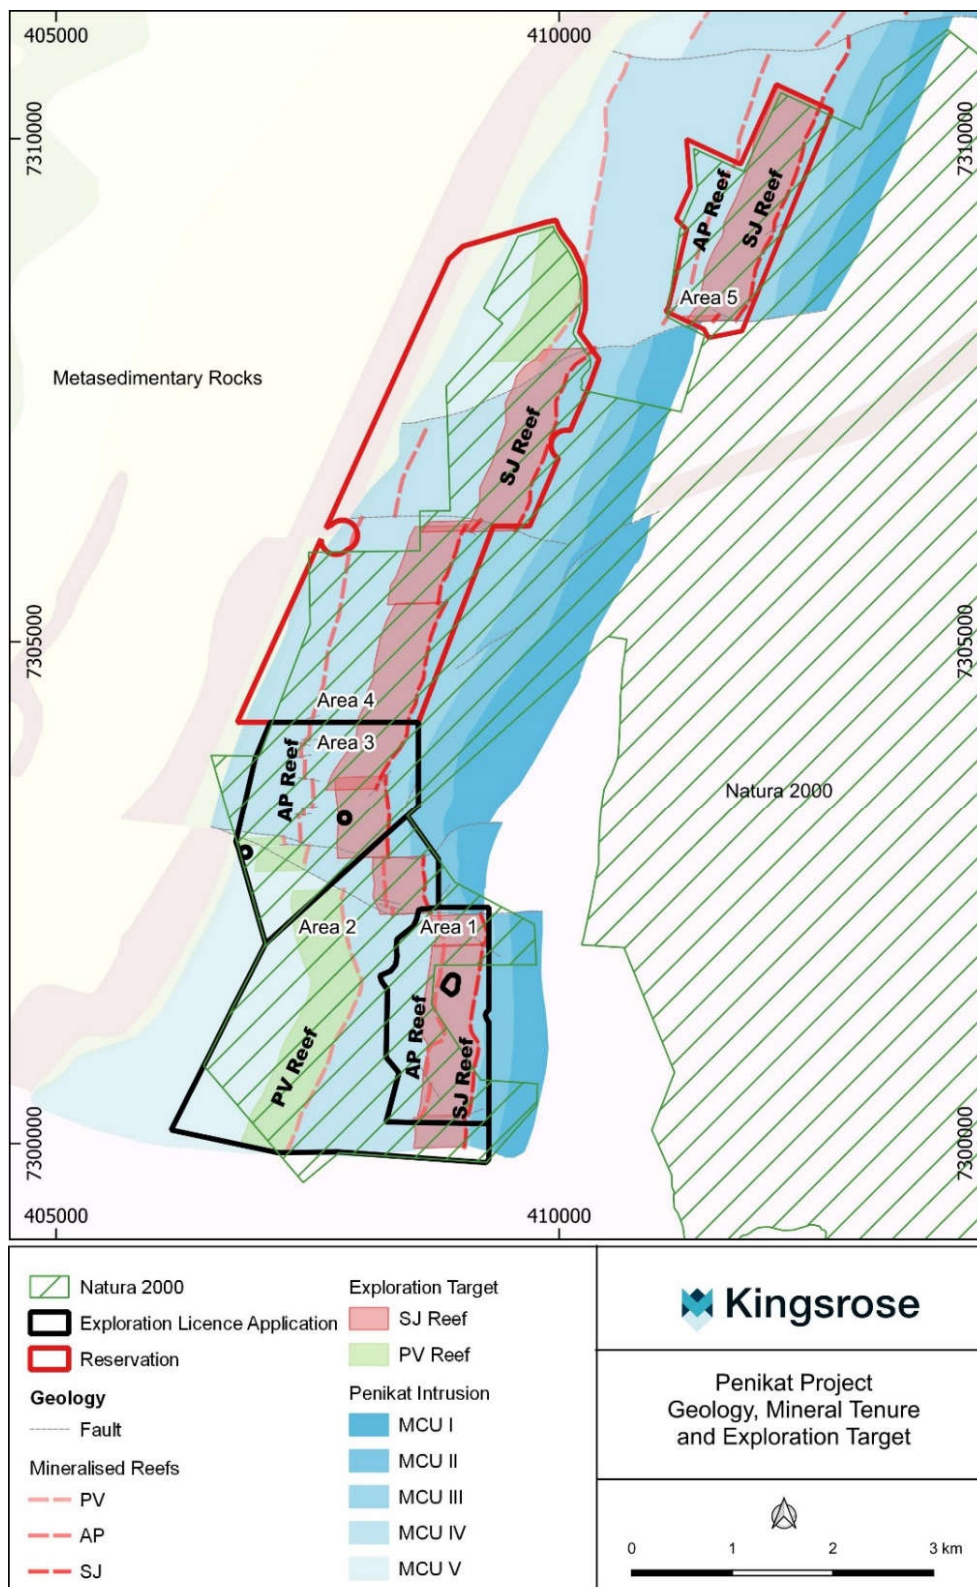 405000
410000
7310000
7310000
AP Reef
SJ Reef
Area 5
Metasedimentary Rocks
SJ Reef
7305000
7305000
Area 4
Area 3
AP Reef
Natura 2000
Area 2
Area 1
PV Reef
AP Reef
SJ Reef
7300000
7300000
405000
410000
Natura 2000
Exploration Licence Application
Reservation
Geology
Fault
Mineralised Reefs
PV
AP
SJ
Exploration Target
SJ Reef
PV Reef
Penikat Intrusion
MCU I
MCU II
MCU III
MCU IV
MCU V
Kingsrose
Penikat Project
Geology, Mineral Tenure
and Exploration Target
0 1 2 3 km